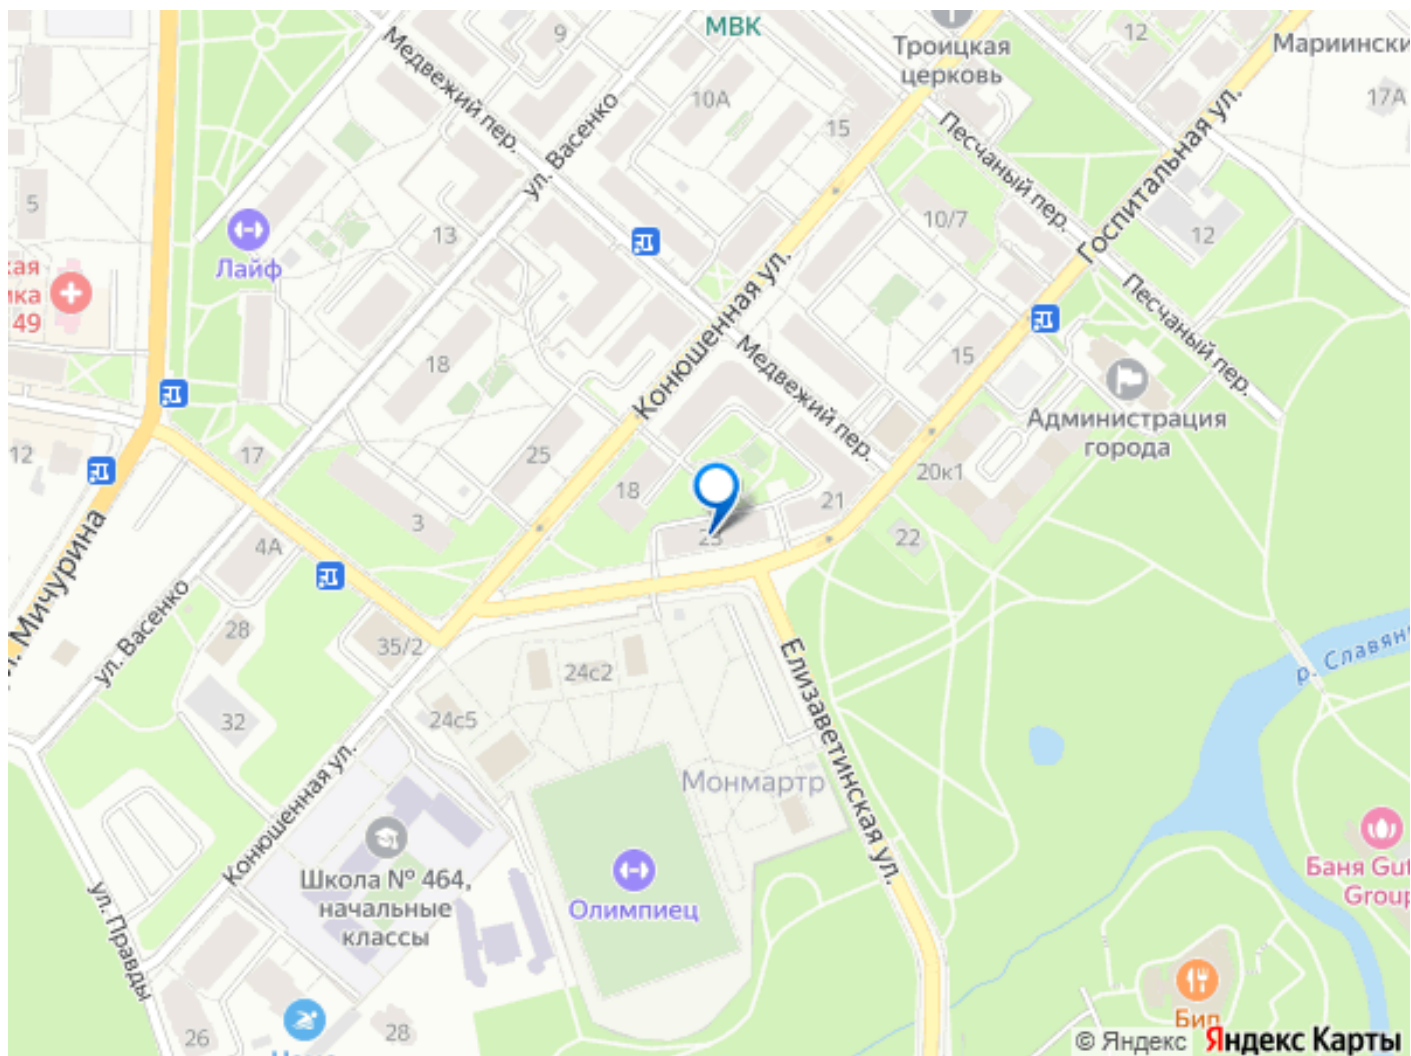 МВК
Троицкая
церковь
12
Мариински
17А
9
10А
15
Медвежий пер.
ул. Васенко
Песчаный пер.
Госпитальная ул.
5
13
10/7
12
Лайф
кая
ика
49
Конюшенная ул.
Песчаный пер.
18
15
Медвежий пер.
Администрация
города
12
17
25
18
20к1
21
3
23
22
4А
ул. Мичурина
ул. Васенко
28
35/2
24с2
24с5
32
Елизаветинская ул.
р. Славян
Монмартр
Конюшенная ул.
Школа № 464,
начальные
классы
Олимпиец
Баня Gut
Group
ул. Правды
26
28
Бип
© Яндекс Яндекс Карты